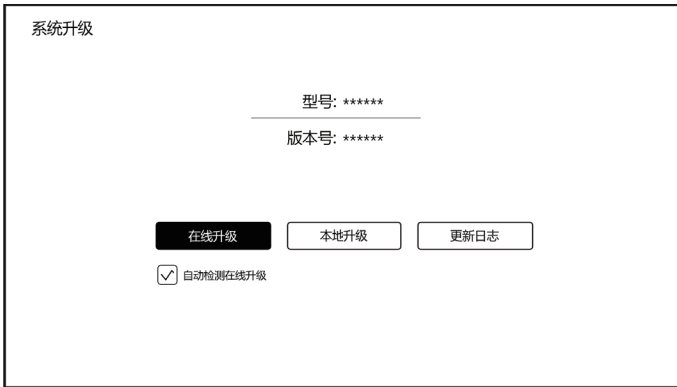 系统升级
型号: ******
版本号: ******
在线升级 本地升级 更新日志
自动检测在线升级